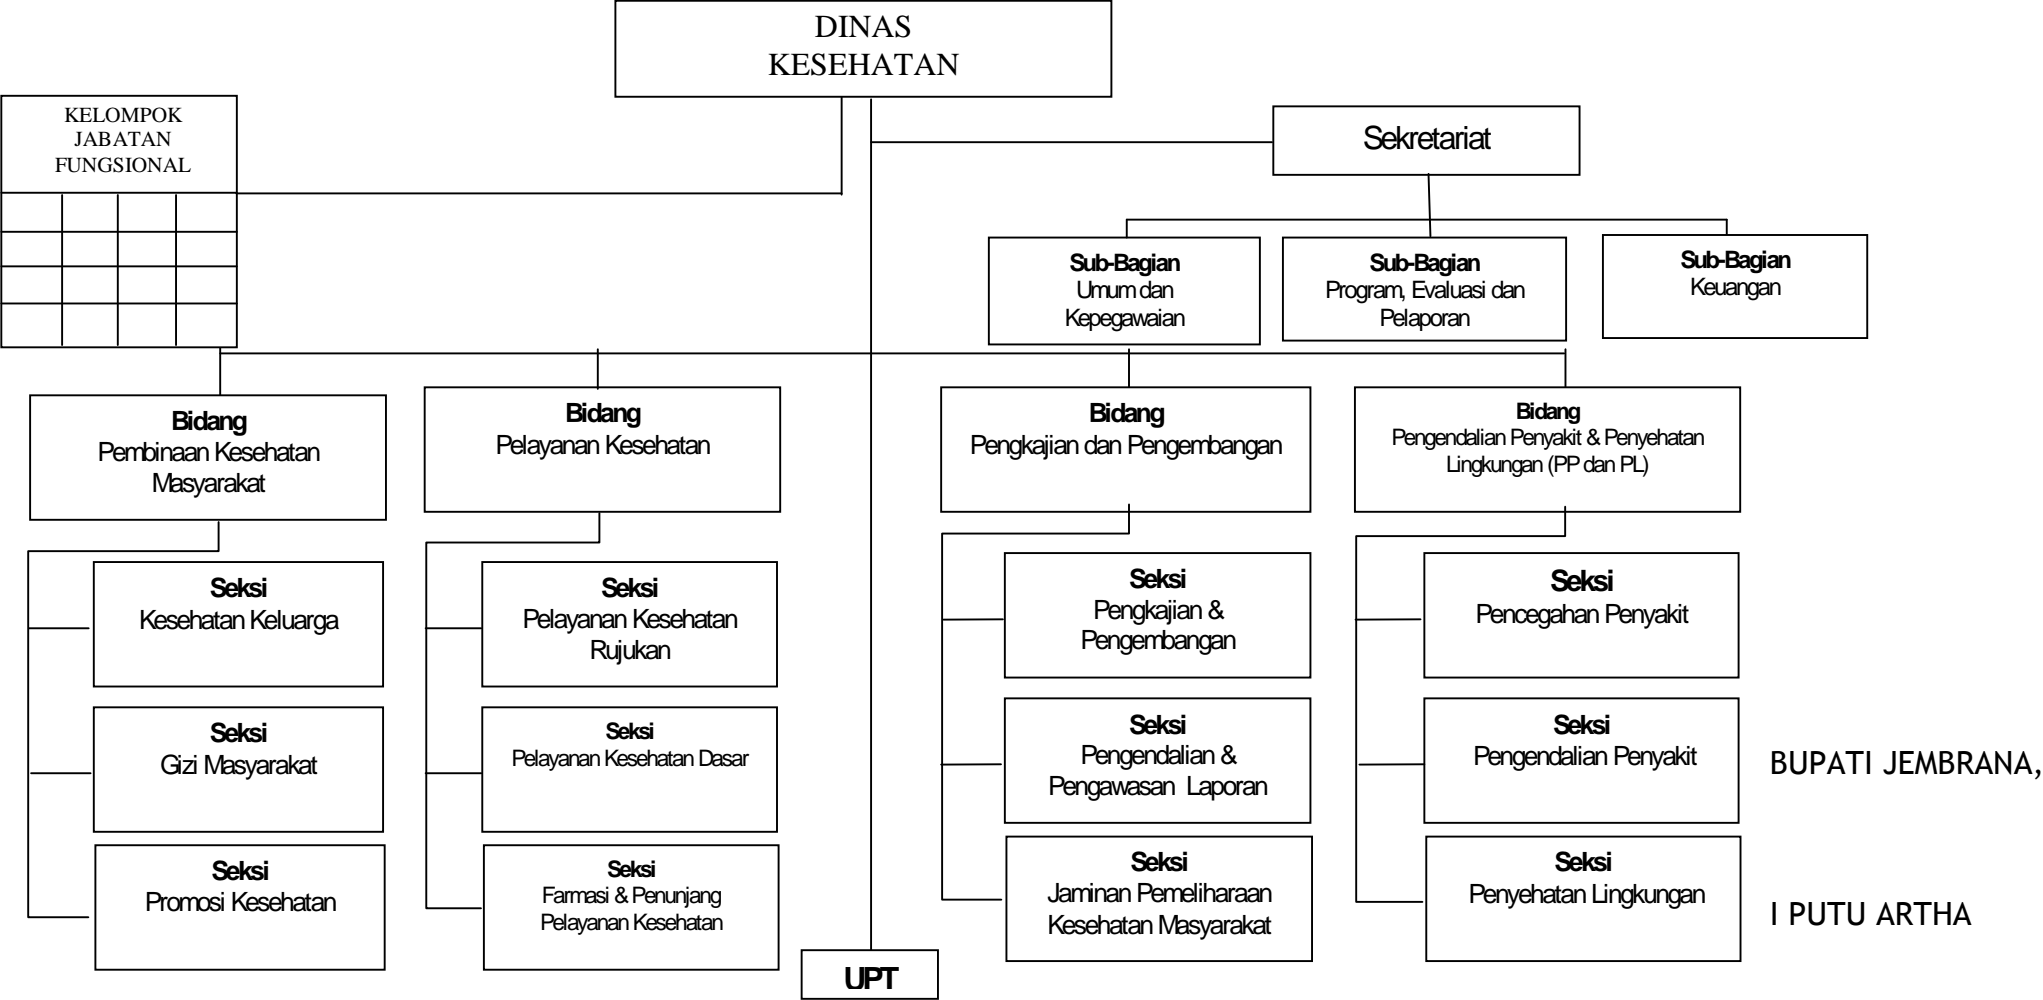 DINAS
KESEHATAN
KELOMPOK
JABATAN
FUNGSIONAL
Sekretariat
Sub-Bagian
Umum dan
Kepegawaian
Sub-Bagian
Program, Evaluasi dan
Pelaporan
Sub-Bagian
Keuangan
Bidang
Pembinaan Kesehatan
Masyarakat
Bidang
Pelayanan Kesehatan
Bidang
Pengkajian dan Pengembangan
Bidang
Pengendalian Penyakit & Penyehatan
Lingkungan (PP dan PL)
Seksi
Kesehatan Keluarga
Seksi
Pelayanan Kesehatan
Rujukan
Seksi
Pengkajian &
Pengembangan
Seksi
Pencegahan Penyakit
Seksi
Gizi Masyarakat
Seksi
Pelayanan Kesehatan Dasar
Seksi
Pengendalian &
Pengawasan Laporan
Seksi
Pengendalian Penyakit
BUPATI JEMBRANA,
Seksi
Promosi Kesehatan
Seksi
Farmasi & Penunjang
Pelayanan Kesehatan
Seksi
Jaminan Pemeliharaan
Kesehatan Masyarakat
Seksi
Penyehatan Lingkungan
I PUTU ARTHA
UPT